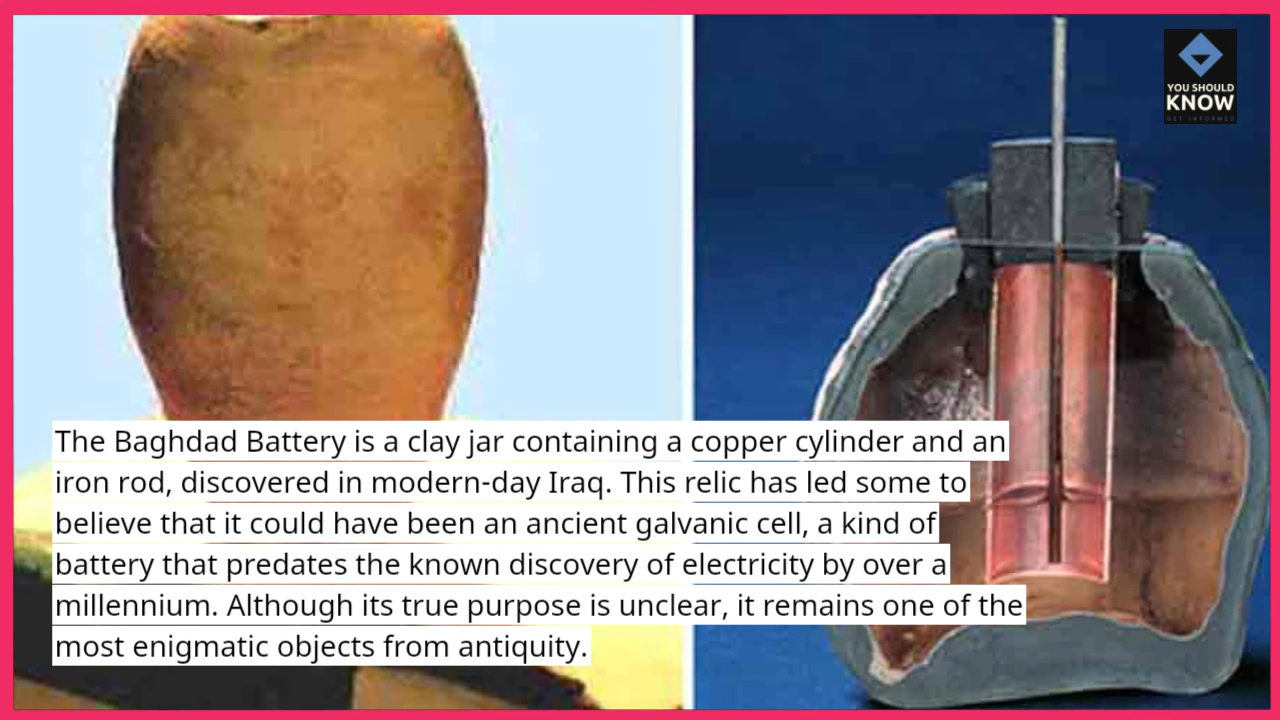 YOU SHOULD
KNOW
GET INFORMED
The Baghdad Battery is a clay jar containing a copper cylinder and an
iron rod, discovered in modern-day Iraq. This relic has led some to
believe that it could have been an ancient galvanic cell, a kind of
battery that predates the known discovery of electricity by over a
millennium. Although its true purpose is unclear, it remains one of the
most enigmatic objects from antiquity.